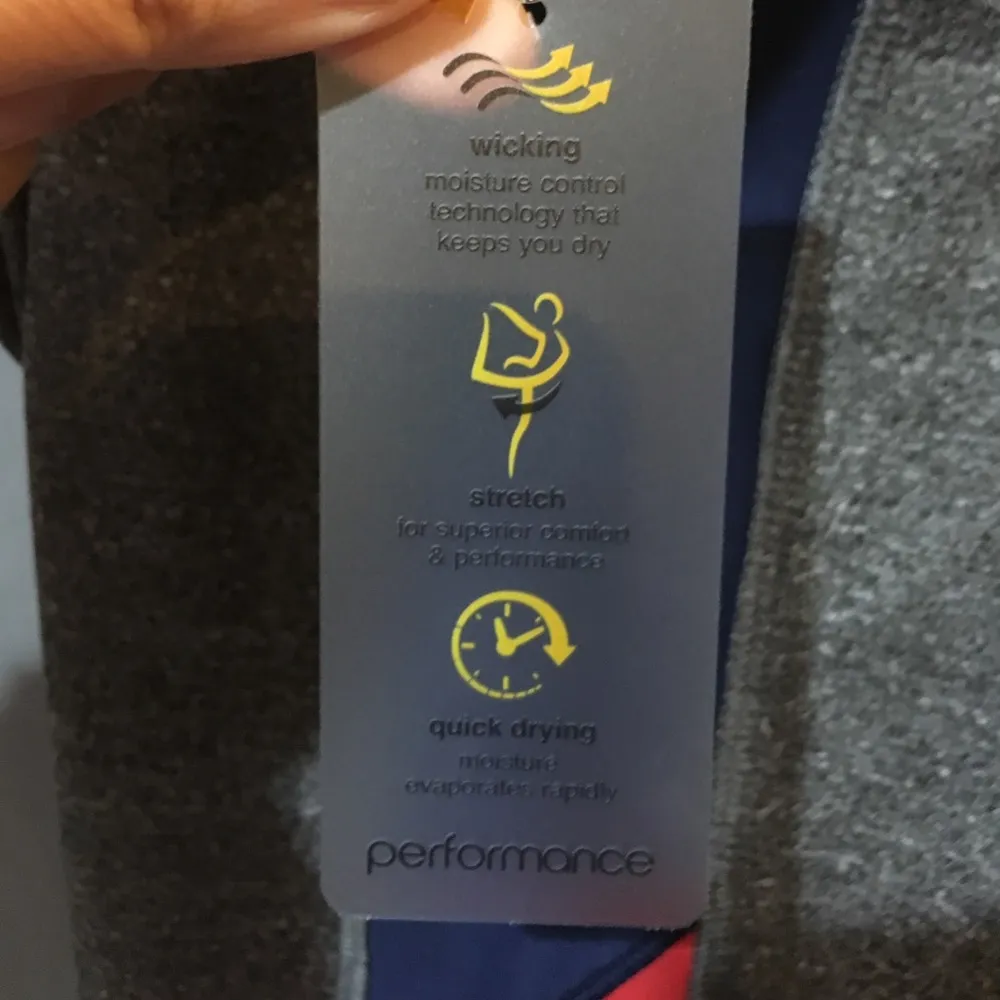 wicking
moisture control
technology that
keeps you dry
stretch
for superior comfort
& performance
quick drying
moisture
evaporates rapidly
performance